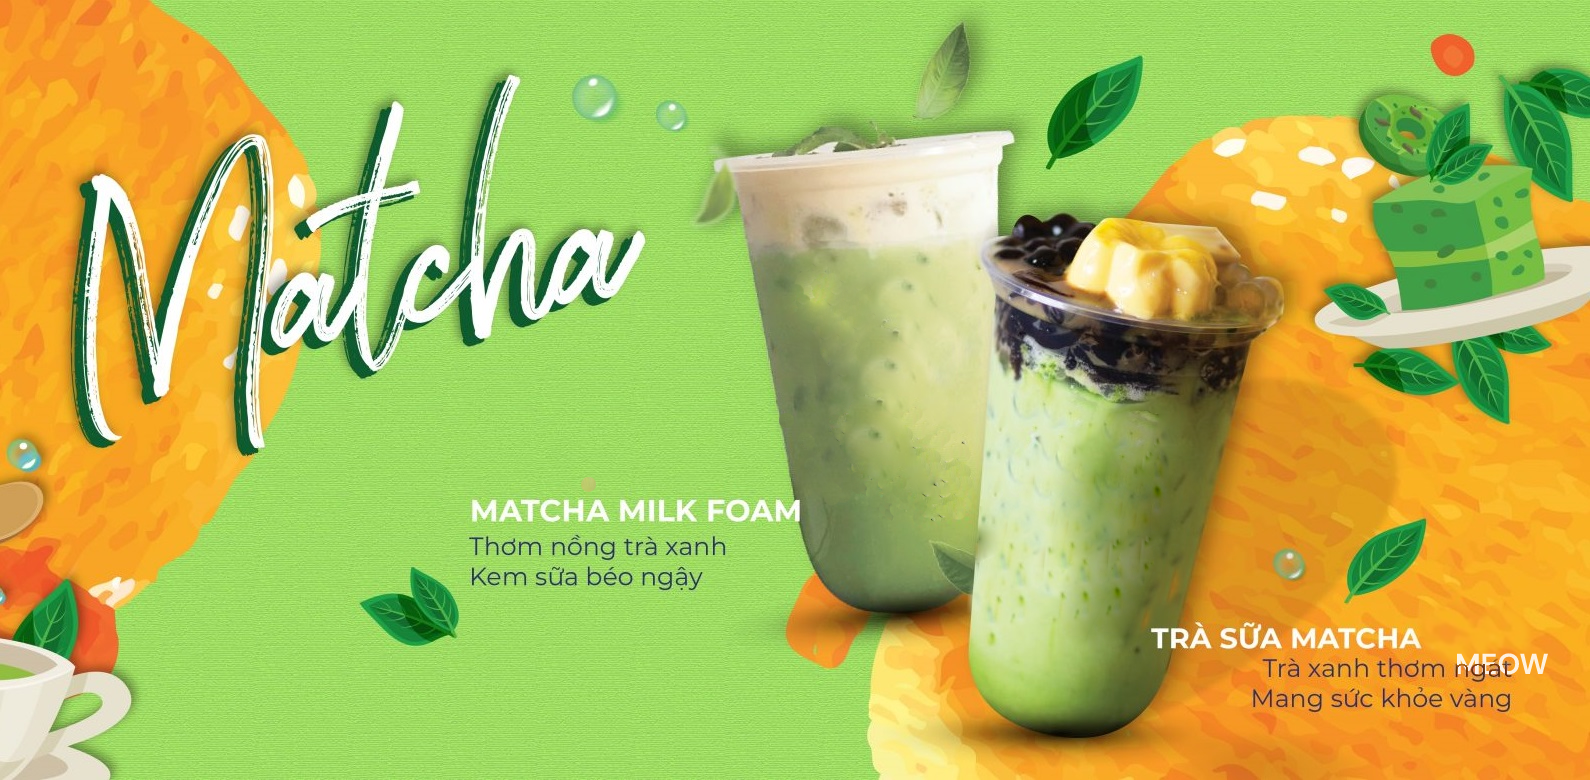 Matcha
MATCHA MILK FOAM
Thơm nồng trà xanh
Kem sữa béo ngậy
TRÀ SỮA MATCHA
Trà xanh thơm ngát
MEOW
Mang sức khỏe vàng